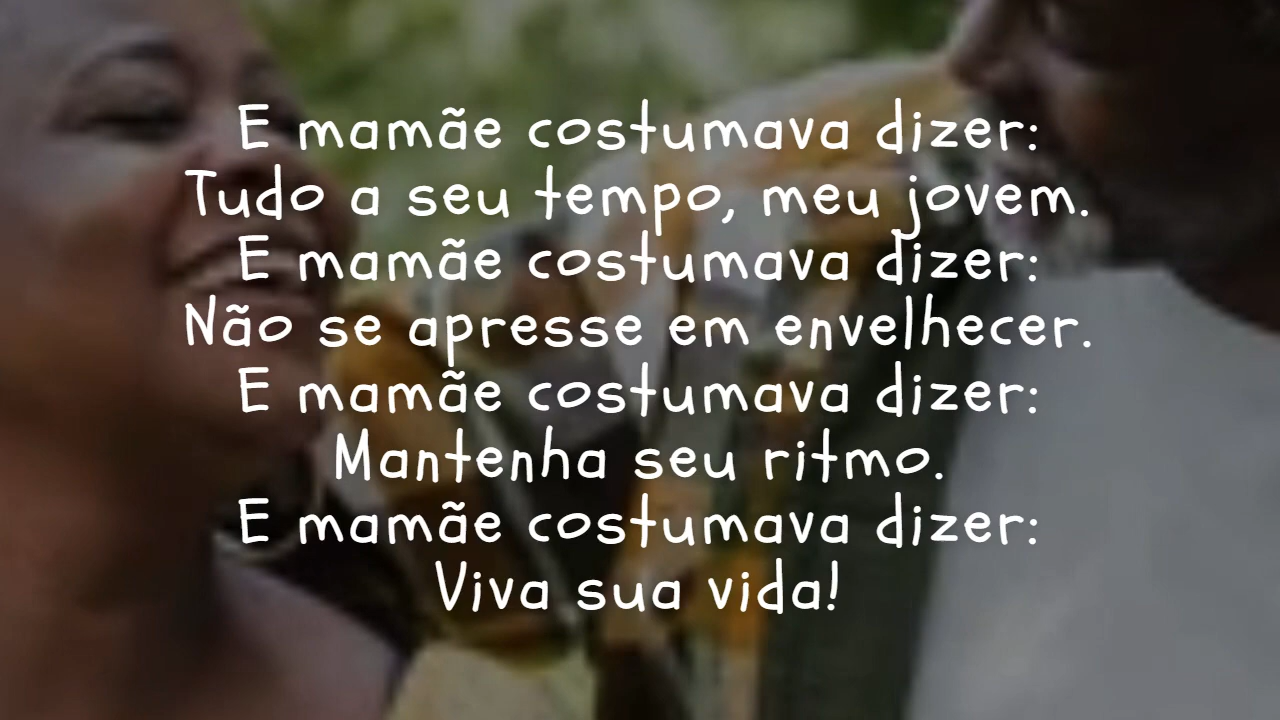 E mamãe costumava dizer:
Tudo a seu tempo, meu jovem.
E mamãe costumava dizer:
Não se apresse em envelhecer.
E mamãe costumava dizer:
Mantenha seu ritmo.
E mamãe costumava dizer:
Viva sua vida!